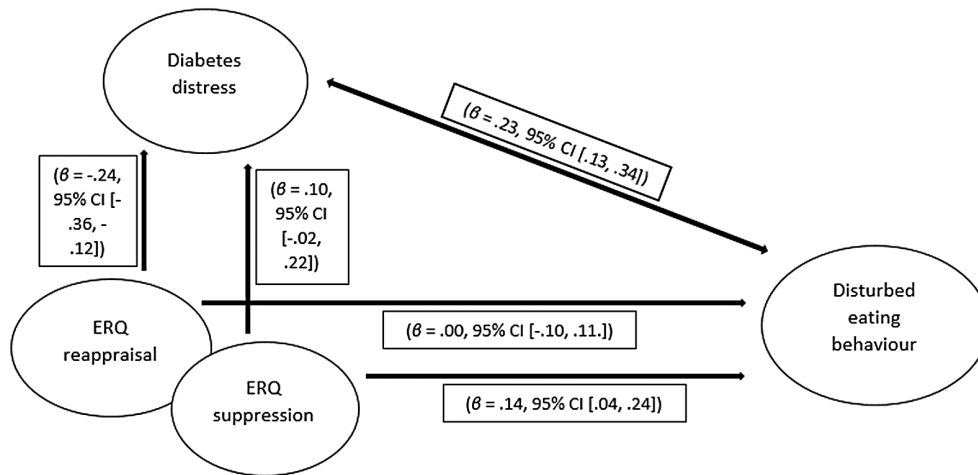 Diabetes
distress
(β = .23, 95% CI [.13, .34])
(β = -.24,
95% CI [-
.36, -
.12])
(β = .10,
95% CI
[-.02,
.22])
ERQ
reappraisal
(β = .00, 95% CI [-.10, .11.])
Disturbed
eating
behaviour
ERQ
suppression
(β = .14, 95% CI [.04, .24])